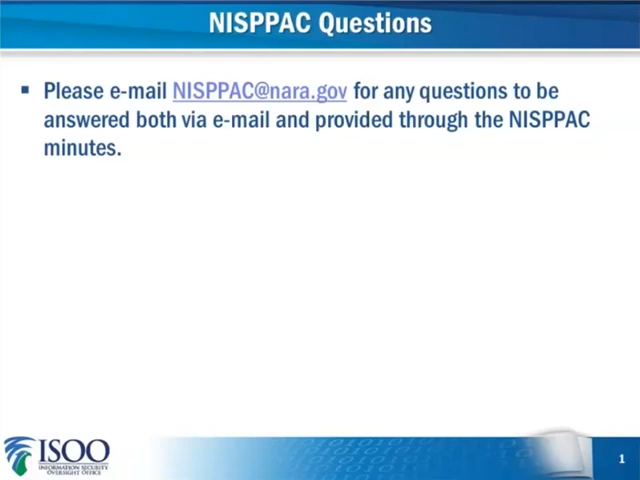 NISPPAC Questions
▪ Please e-mail NISPPAC@nara.gov for any questions to be
answered both via e-mail and provided through the NISPPAC
minutes.
ISOO
INFORMATION SECURITY
OVERSIGHT OFFICE
1